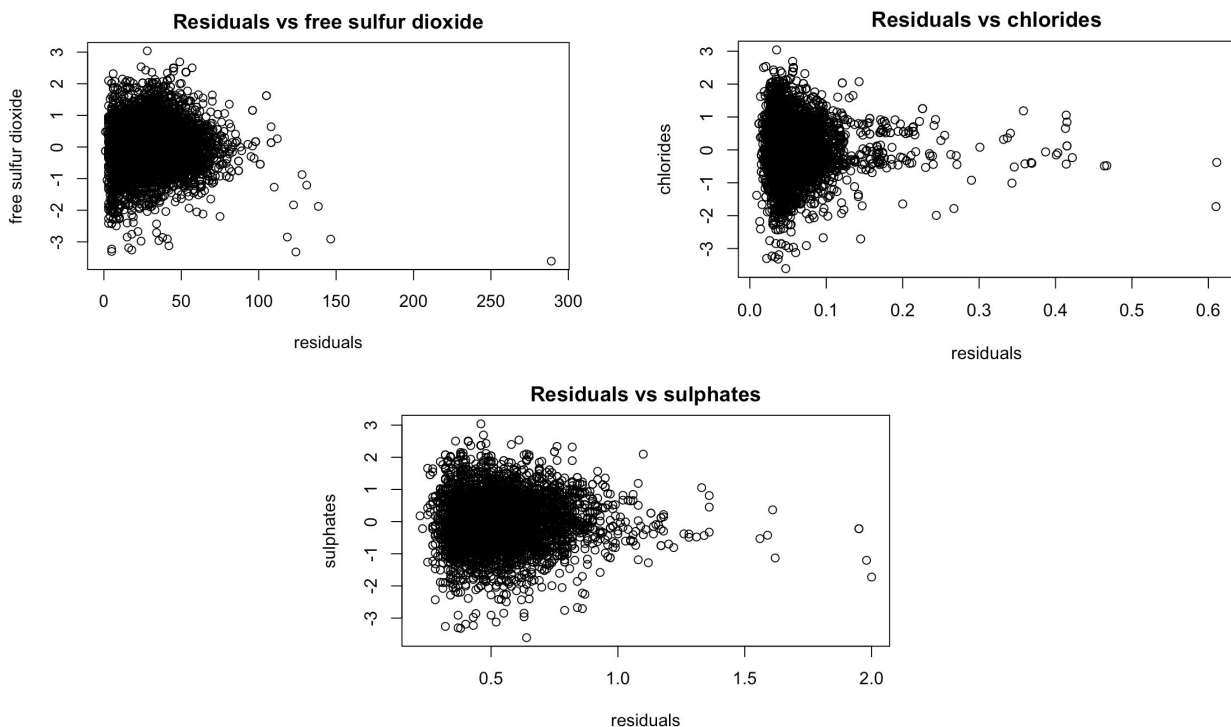 Residuals vs free sulfur dioxide
free sulfur dioxide
3
2
1
0
-1
-3
0 50 100 150 200 250 300
residuals
Residuals vs chlorides
chlorides
3
2
1
0
-1
-2
-3
0.0 0.1 0.2 0.3 0.4 0.5 0.6
residuals
Residuals vs sulphates
sulphates
3
2
1
0
-1
-2
-3
0.5 1.0 1.5 2.0
residuals